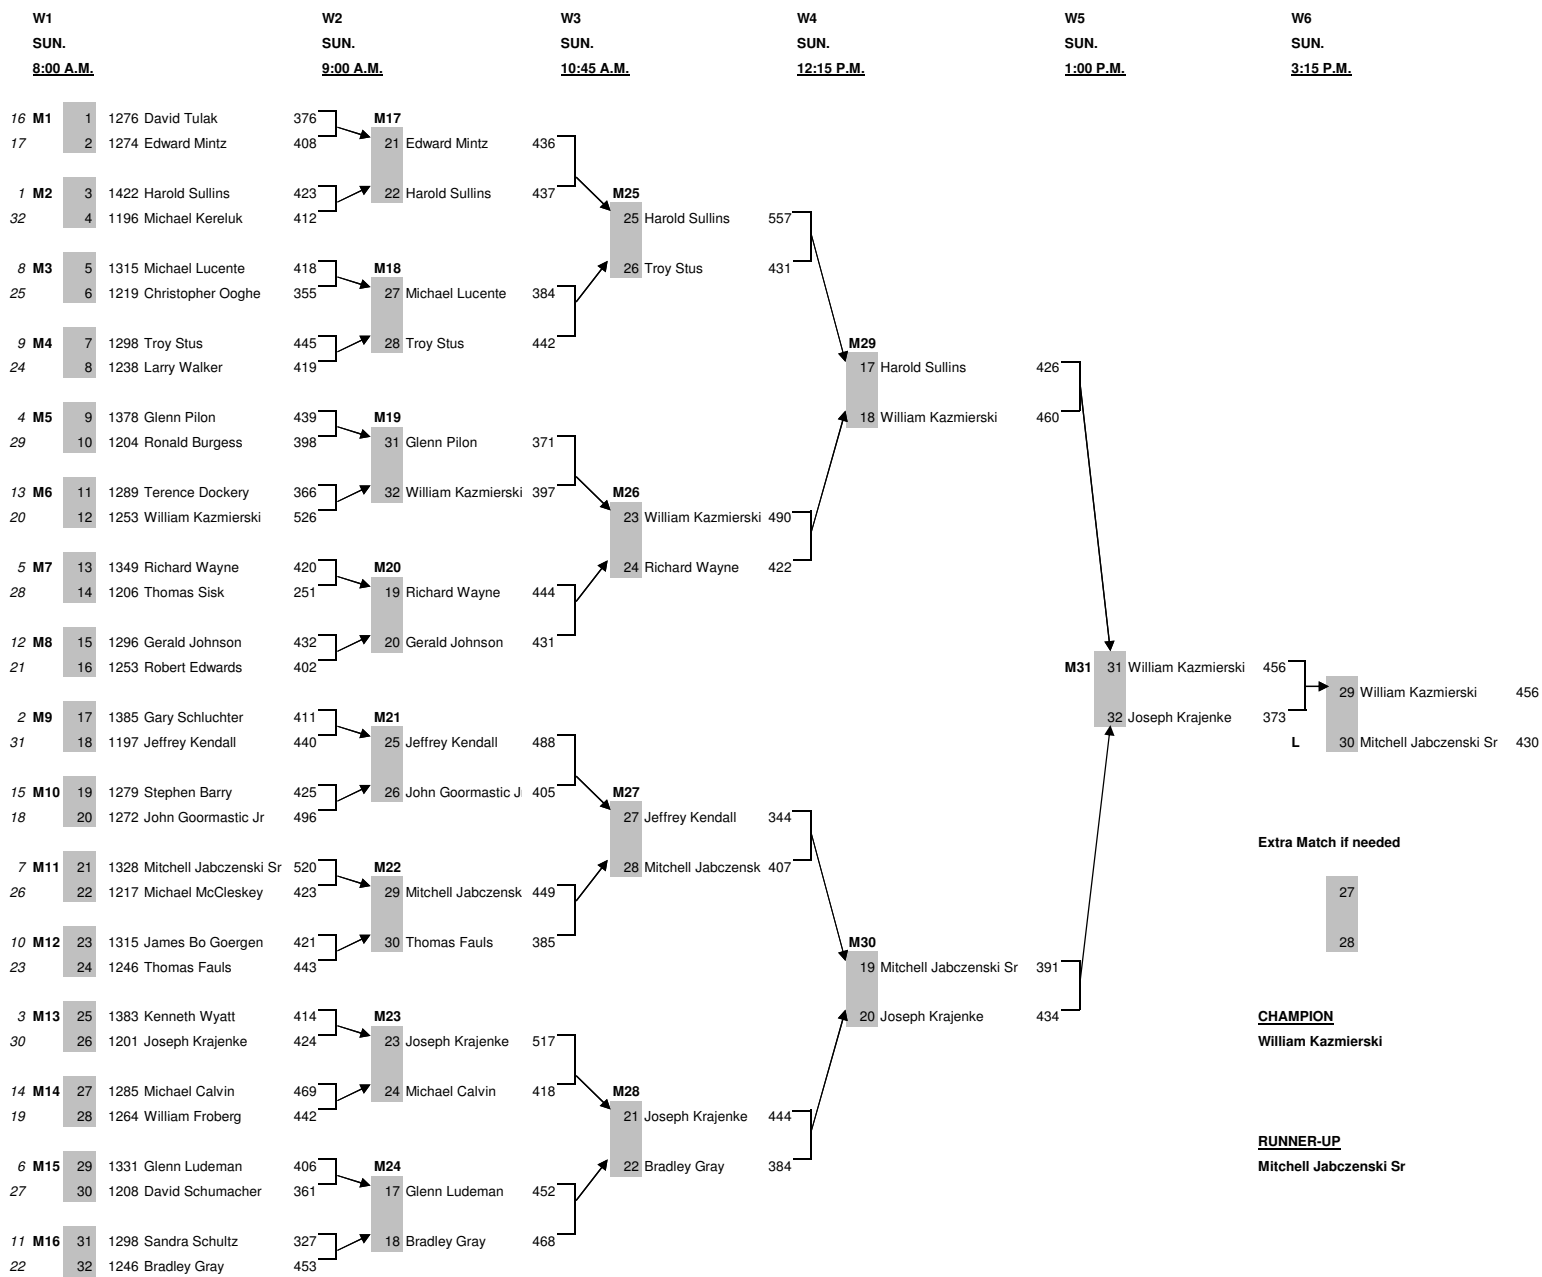 W1 W2 W3 W4 W5 W6
SUN. SUN. SUN. SUN. SUN. SUN.
8:00 A.M. 9:00 A.M. 10:45 A.M. 12:15 P.M. 1:00 P.M. 3:15 P.M.
16 M1 1 1276 David Tulak 376 M17
17 2 1274 Edward Mintz 408 21 Edward Mintz 436
1 M2 3 1422 Harold Sullins 423 22 Harold Sullins 437 M25
32 4 1196 Michael Kereluk 412 25 Harold Sullins 557
8 M3 5 1315 Michael Lucente 418 M18 26 Troy Stus 431
25 6 1219 Christopher Ooghe 355 27 Michael Lucente 384
9 M4 7 1298 Troy Stus 445 28 Troy Stus 442 M29
24 8 1238 Larry Walker 419 17 Harold Sullins 426
4 M5 9 1378 Glenn Pilon 439 M19 18 William Kazmierski 460
29 10 1204 Ronald Burgess 398 31 Glenn Pilon 371
13 M6 11 1289 Terence Dockery 366 32 William Kazmierski 397 M26
20 12 1253 William Kazmierski 526 23 William Kazmierski 490
5 M7 13 1349 Richard Wayne 420 M20 24 Richard Wayne 422
28 14 1206 Thomas Sisk 251 19 Richard Wayne 444
12 M8 15 1296 Gerald Johnson 432 20 Gerald Johnson 431
21 16 1253 Robert Edwards 402 M31 31 William Kazmierski 456
29 William Kazmierski 456
2 M9 17 1385 Gary Schluchter 411 M21 32 Joseph Krajenke 373
31 18 1197 Jeffrey Kendall 440 25 Jeffrey Kendall 488 L 30 Mitchell Jabczenski Sr 430
15 M10 19 1279 Stephen Barry 425 26 John Goormastic J 405 M27
18 20 1272 John Goormastic Jr 496 27 Jeffrey Kendall 344
Extra Match if needed
7 M11 21 1328 Mitchell Jabczenski Sr 520 M22 28 Mitchell Jabczensk 407
26 22 1217 Michael McCleskey 423 29 Mitchell Jabczensk 449 27
10 M12 23 1315 James Bo Goergen 421 30 Thomas Fauls 385 M30 28
23 24 1246 Thomas Fauls 443 19 Mitchell Jabczenski Sr 391
3 M13 25 1383 Kenneth Wyatt 414 M23 20 Joseph Krajenke 434 CHAMPION
30 26 1201 Joseph Krajenke 424 23 Joseph Krajenke 517 William Kazmierski
14 M14 27 1285 Michael Calvin 469 24 Michael Calvin 418 M28
19 28 1264 William Froberg 442 21 Joseph Krajenke 444
RUNNER-UP
6 M15 29 1331 Glenn Ludeman 406 M24 22 Bradley Gray 384 Mitchell Jabczenski Sr
27 30 1208 David Schumacher 361 17 Glenn Ludeman 452
11 M16 31 1298 Sandra Schultz 327 18 Bradley Gray 468
22 32 1246 Bradley Gray 453